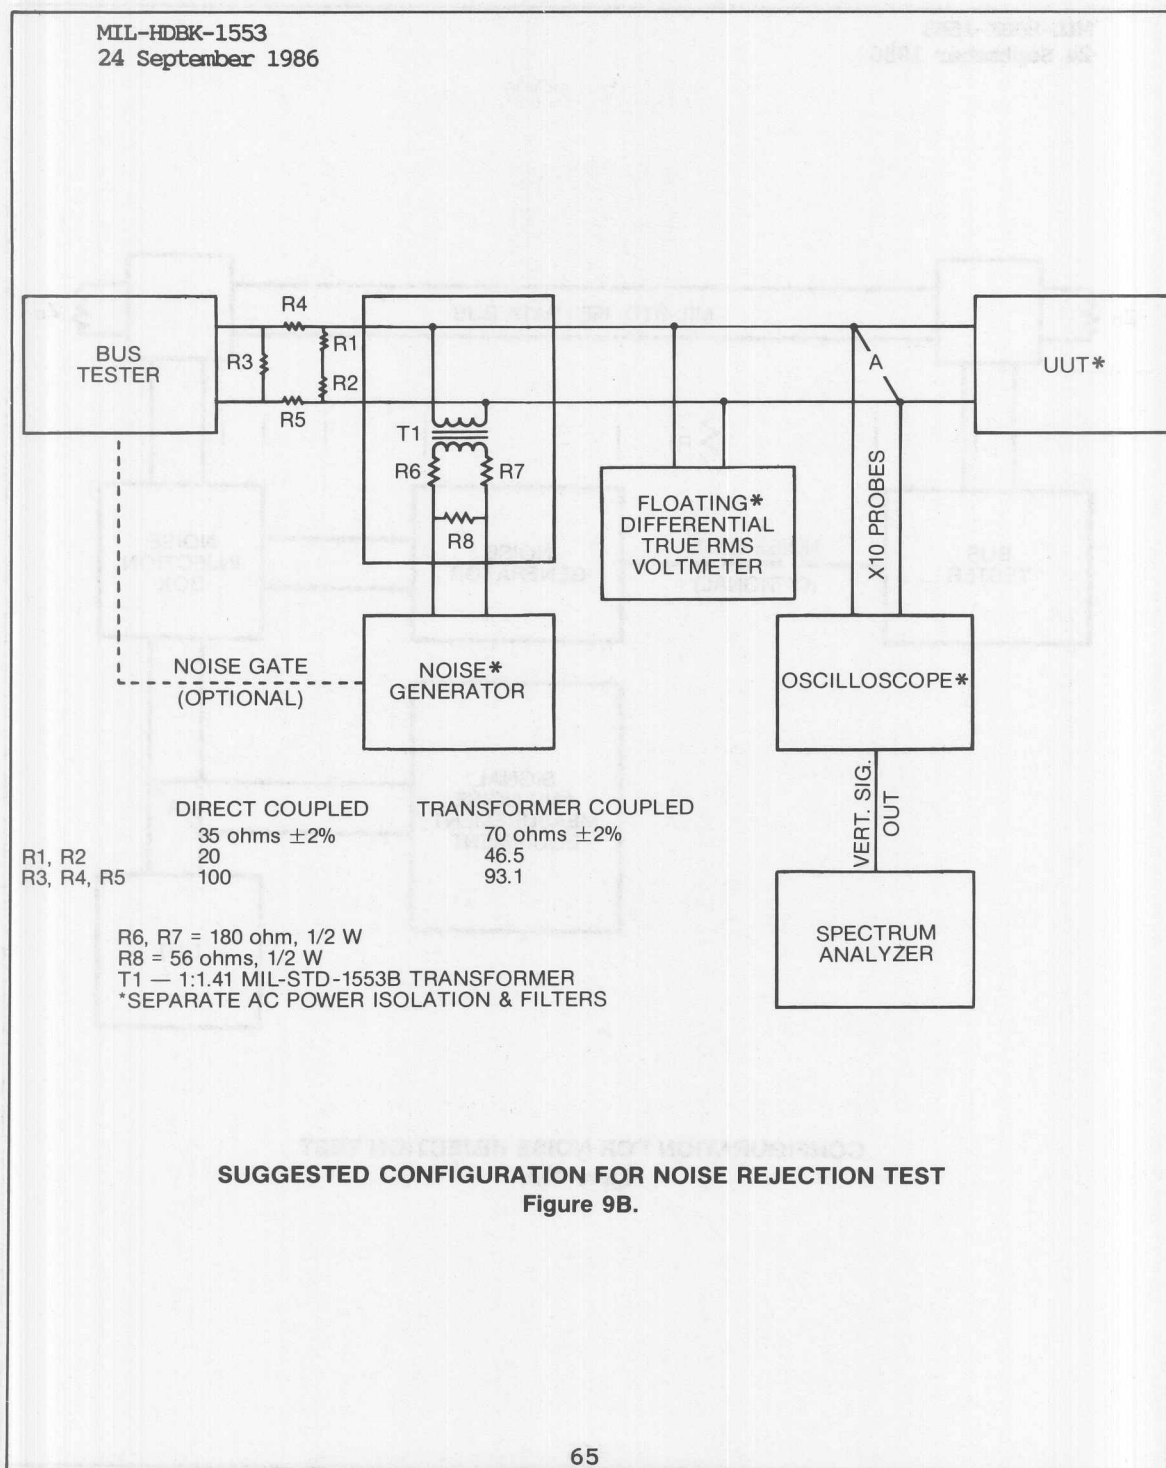 MIL-HDBK-1553
24 September 1986
R4
BUS
TESTER
R3
R1
R2
R5
A
UUT*
T1
R6
R7
R8
FLOATING*
DIFFERENTIAL
TRUE RMS
VOLTMETER
X10 PROBES
NOISE GATE
(OPTIONAL)
NOISE*
GENERATOR
OSCILLOSCOPE*
VERT. SIG.
OUT
SPECTRUM
ANALYZER
DIRECT COUPLED TRANSFORMER COUPLED
35 ohms ±2% 70 ohms ±2%
R1, R2 20 46.5
R3, R4, R5 100 93.1
R6, R7 = 180 ohm, 1/2 W
R8 = 56 ohms, 1/2 W
T1 — 1:1.41 MIL-STD-1553B TRANSFORMER
*SEPARATE AC POWER ISOLATION & FILTERS
SUGGESTED CONFIGURATION FOR NOISE REJECTION TEST
Figure 9B.
65